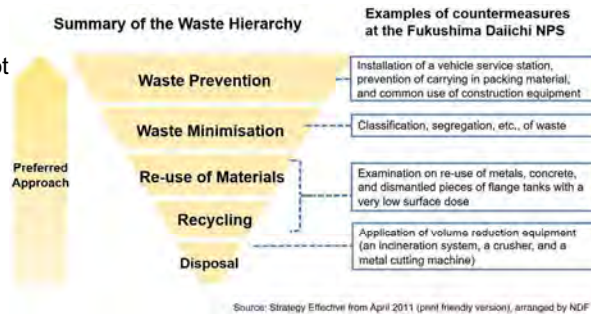 Summary of the Waste Hierarchy
Examples of countermeasures
at the Fukushima Daiichi NPS
ot
Preferred
Approach
Waste Prevention
Installation of a vehicle service station,
prevention of carrying in packing material,
and common use of construction equipment
Waste Minimisation
Classification, segregation, etc., of waste
Re-use of Materials
Recycling
Examination on re-use of metals, concrete,
and dismantled pieces of flange tanks with a
very low surface dose
Disposal
Application of volume reduction equipment
(an incineration system, a crusher, and a
metal cutting machine)
Source: Strategy Effective from April 2011 (print friendly version), arranged by NDF